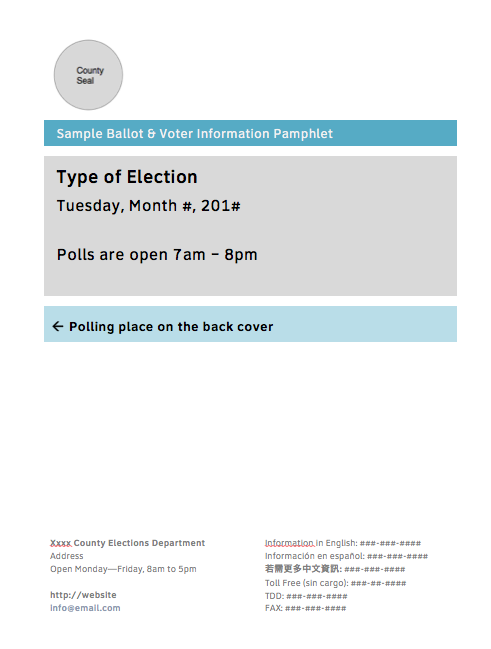 County
Seal
Sample Ballot & Voter Information Pamphlet
Type of Election
Tuesday, Month #, 201#
Polls are open 7am – 8pm
← Polling place on the back cover
Xxxx County Elections Department
Address
Open Monday—Friday, 8am to 5pm
http://website
info@email.com
Information in English: ###-###-####
Información en español: ###-###-####
若需更多中文資訊: ###-###-####
Toll Free (sin cargo): ###-##-####
TDD: ###-###-####
FAX: ###-###-####